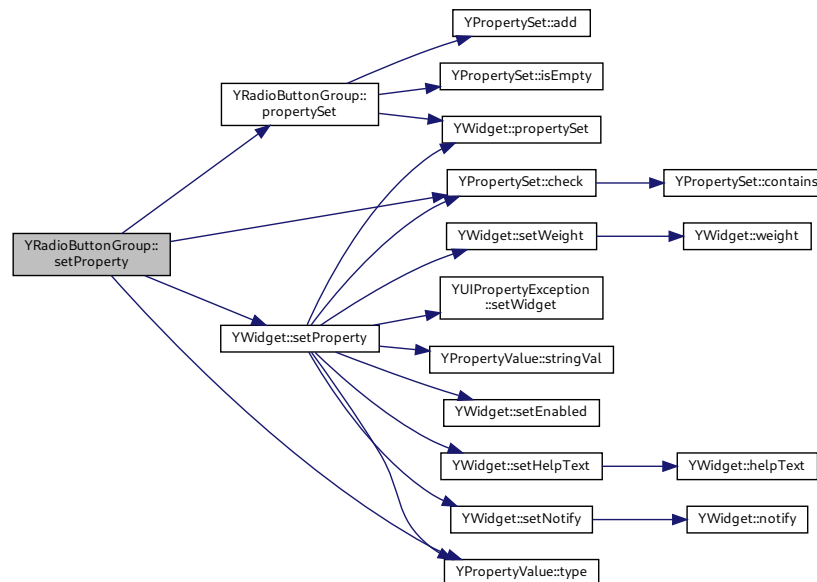 YPropertySet::add
YRadioButtonGroup::
propertySet
YPropertySet::isEmpty
YWidget::propertySet
YPropertySet::check
YPropertySet::contains
YRadioButtonGroup::
setProperty
YWidget::setWeight
YWidget::weight
YUIPropertyException
::setWidget
YWidget::setProperty
YPropertyValue::stringVal
YWidget::setEnabled
YWidget::setHelpText
YWidget::helpText
YWidget::setNotify
YWidget::notify
YPropertyValue::type